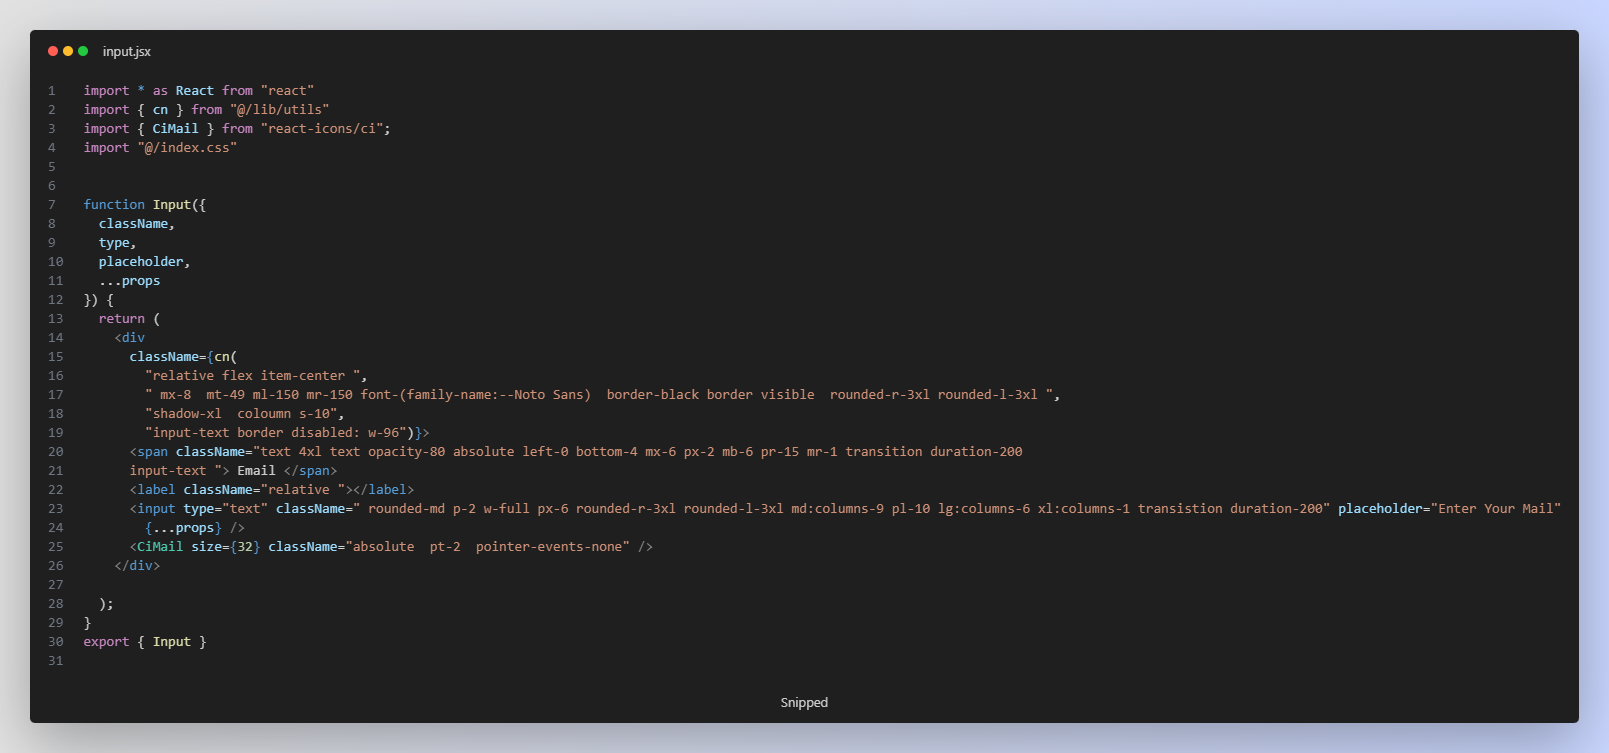 input.jsx
1 import * as React from "react"
2 import { cn } from "@/lib/utils"
3 import { CiMail } from "react-icons/ci";
4 import "@/index.css"
5
6
7 function Input({
8   className,
9   type,
10   placeholder,
11   ...props
12 }) {
13   return (
14     <div
15       className={cn(
16         "relative flex item-center ",
17         " mx-8  mt-49 ml-150 mr-150 font-(family-name:--Noto Sans)  border-black border visible  rounded-r-3xl rounded-l-3xl ",
18         "shadow-xl  coloumn s-10",
19         "input-text border disabled: w-96")}>
20       <span className="text 4xl text opacity-80 absolute left-0 bottom-4 mx-6 px-2 mb-6 pr-15 mr-1 transition duration-200
21       input-text "> Email </span>
22       <label className="relative "></label>
23       <input type="text" className=" rounded-md p-2 w-full px-6 rounded-r-3xl rounded-l-3xl md:columns-9 pl-10 lg:columns-6 xl:columns-1 transistion duration-200" placeholder="Enter Your Mail"
24         {...props} />
25       <CiMail size={32} className="absolute  pt-2  pointer-events-none" />
26     </div>
27
28   );
29 }
30 export { Input }
31
Snipped